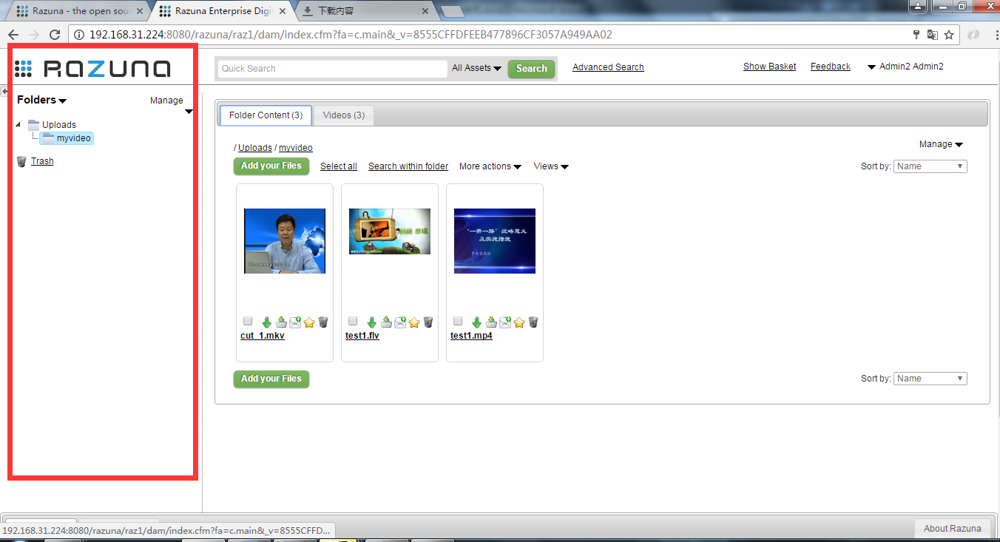 Razuna - the open sou
Razuna Enterprise Digi
下载内容
192.168.31.224:8080/razuna/raz1/dam/index.cfm?fa=c.main&_v=8555CFFDFEEB477896CF3057A949AA02
RAZUNA
Quick Search
All Assets
Search
Advanced Search
Show Basket
Feedback
Admin2 Admin2
Folders
Manage
Uploads
myvideo
Trash
Folder Content (3)
Videos (3)
/ Uploads / myvideo
Manage
Add your Files
Select all
Search within folder
More actions
Views
Sort by:
Name
"一带一路"战略意义
及实施措施
cut_1.mkv
test1.flv
test1.mp4
Add your Files
Sort by:
Name
192.168.31.224:8080/razuna/raz1/dam/index.cfm?fa=c.main&_v=8555CFFD...
About Razuna